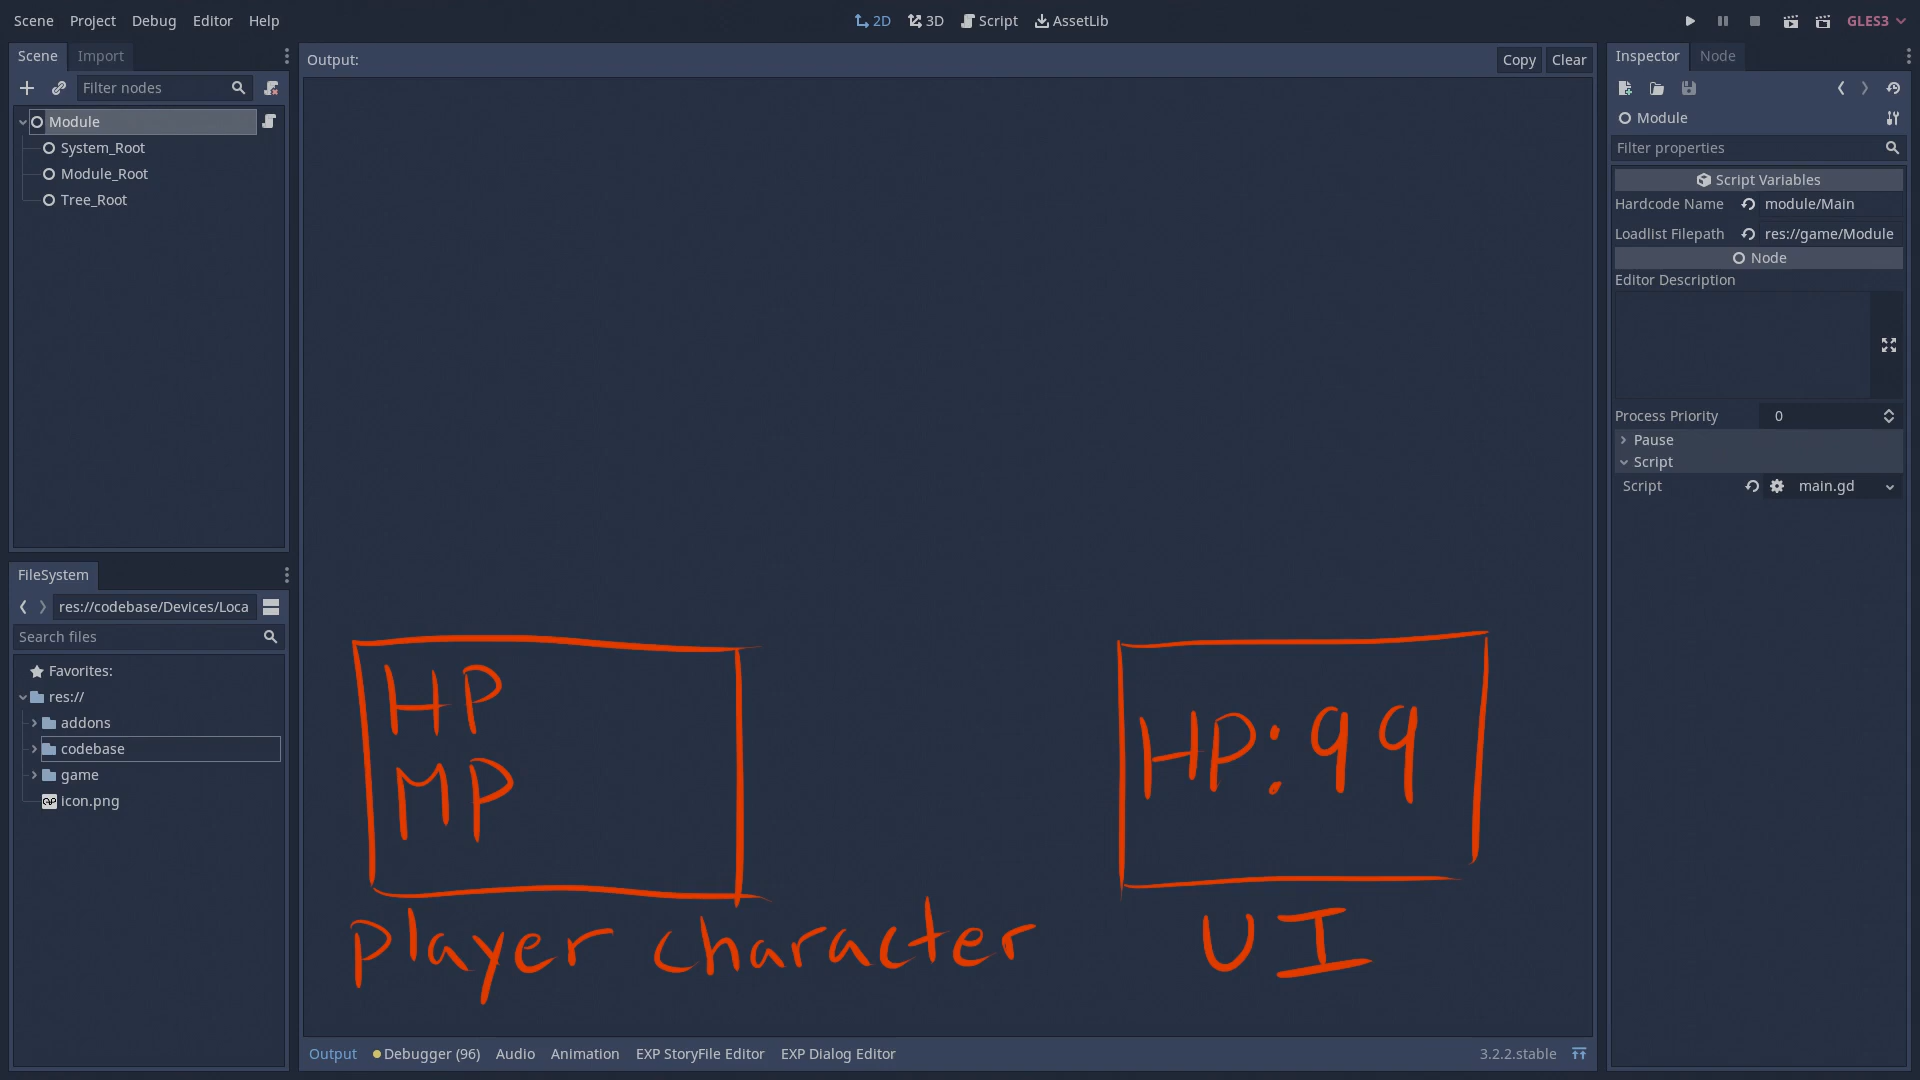 Scene Project Debug Editor Help
2D 3D Script AssetLib
GLES3
Scene Import
Filter nodes
Module
System_Root
Module_Root
Tree_Root
FileSystem
res://codebase/Devices/Loca
Search files
Favorites:
res://
addons
codebase
game
icon.png
Output:
Copy Clear
HP
MP
player character
HP:99
UI
Output Debugger (96) Audio Animation EXP StoryFile Editor EXP Dialog Editor
3.2.2.stable
Inspector Node
Module
Filter properties
Script Variables
Hardcode Name module/Main
Loadlist Filepath res://game/Module
Node
Editor Description
Process Priority 0
Pause
Script
Script main.gd